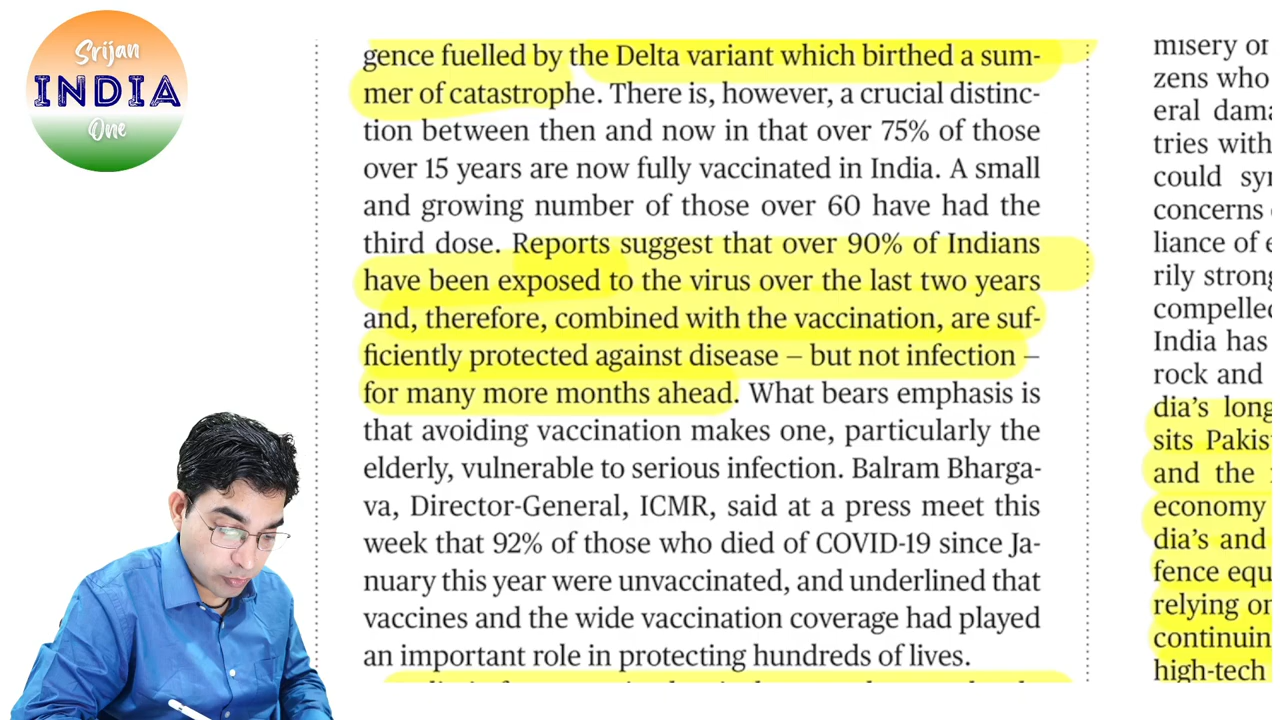 Srijan
INDIA
One
gence fuelled by the Delta variant which birthed a sum-
mer of catastrophe. There is, however, a crucial distinc-
tion between then and now in that over 75% of those
over 15 years are now fully vaccinated in India. A small
and growing number of those over 60 have had the
third dose. Reports suggest that over 90% of Indians
have been exposed to the virus over the last two years
and, therefore, combined with the vaccination, are suf-
ficiently protected against disease – but not infection –
for many more months ahead. What bears emphasis is
that avoiding vaccination makes one, particularly the
elderly, vulnerable to serious infection. Balram Bharga-
va, Director-General, ICMR, said at a press meet this
week that 92% of those who died of COVID-19 since Ja-
nuary this year were unvaccinated, and underlined that
vaccines and the wide vaccination coverage had played
an important role in protecting hundreds of lives.
misery of
zens who
eral dama
tries with
could syn
concerns
liance of e
rily strong
compelled
India has
rock and
dia's long
sits Pakis
and the
economy
dia's and
fence equ
relying on
continuin
high-tech